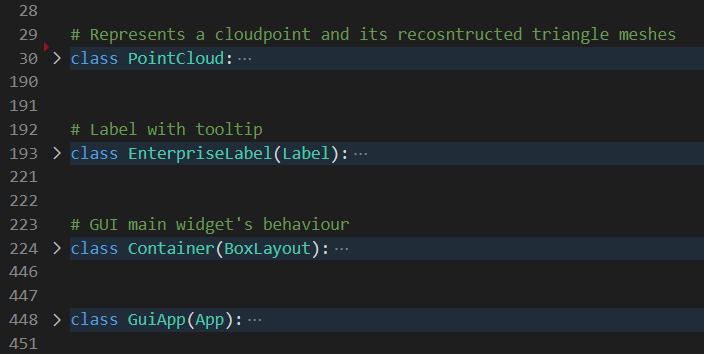 28
29 # Represents a cloudpoint and its recosntructed triangle meshes
30 > class PointCloud: ...
190
191
192 # Label with tooltip
193 > class EnterpriseLabel(Label): ...
221
222
223 # GUI main widget's behaviour
224 > class Container(BoxLayout): ...
446
447
448 > class GuiApp(App): ...
451